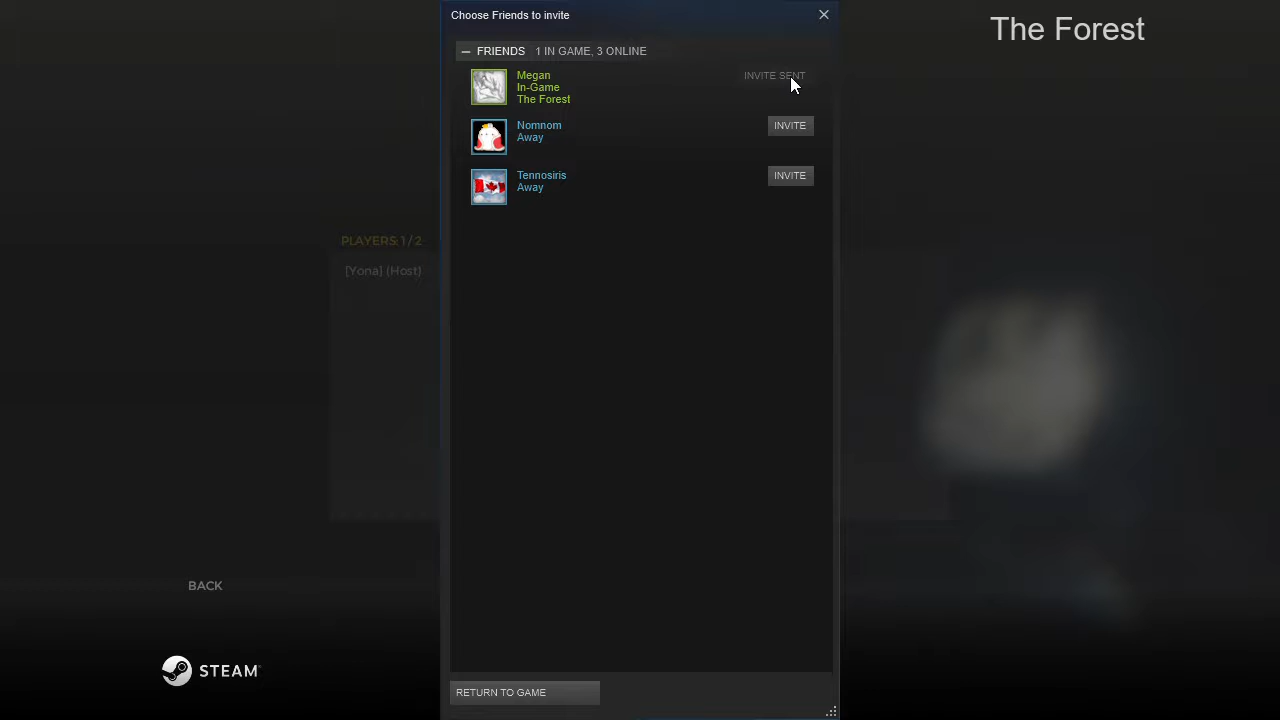 Choose Friends to invite
The Forest
FRIENDS 1 IN GAME, 3 ONLINE
Megan
In-Game
The Forest
INVITE SENT
Nomnom
Away
INVITE
Tennosiris
Away
INVITE
PLAYERS: 1 / 2
[Yona] (Host)
BACK
STEAM
RETURN TO GAME